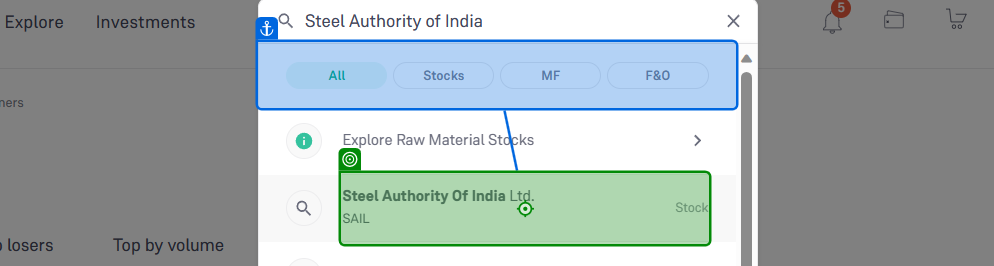 Explore Investments
Steel Authority of India
5
All Stocks MF F&O
Explore Raw Material Stocks
Steel Authority Of India Ltd.
SAIL
Stock
losers Top by volume